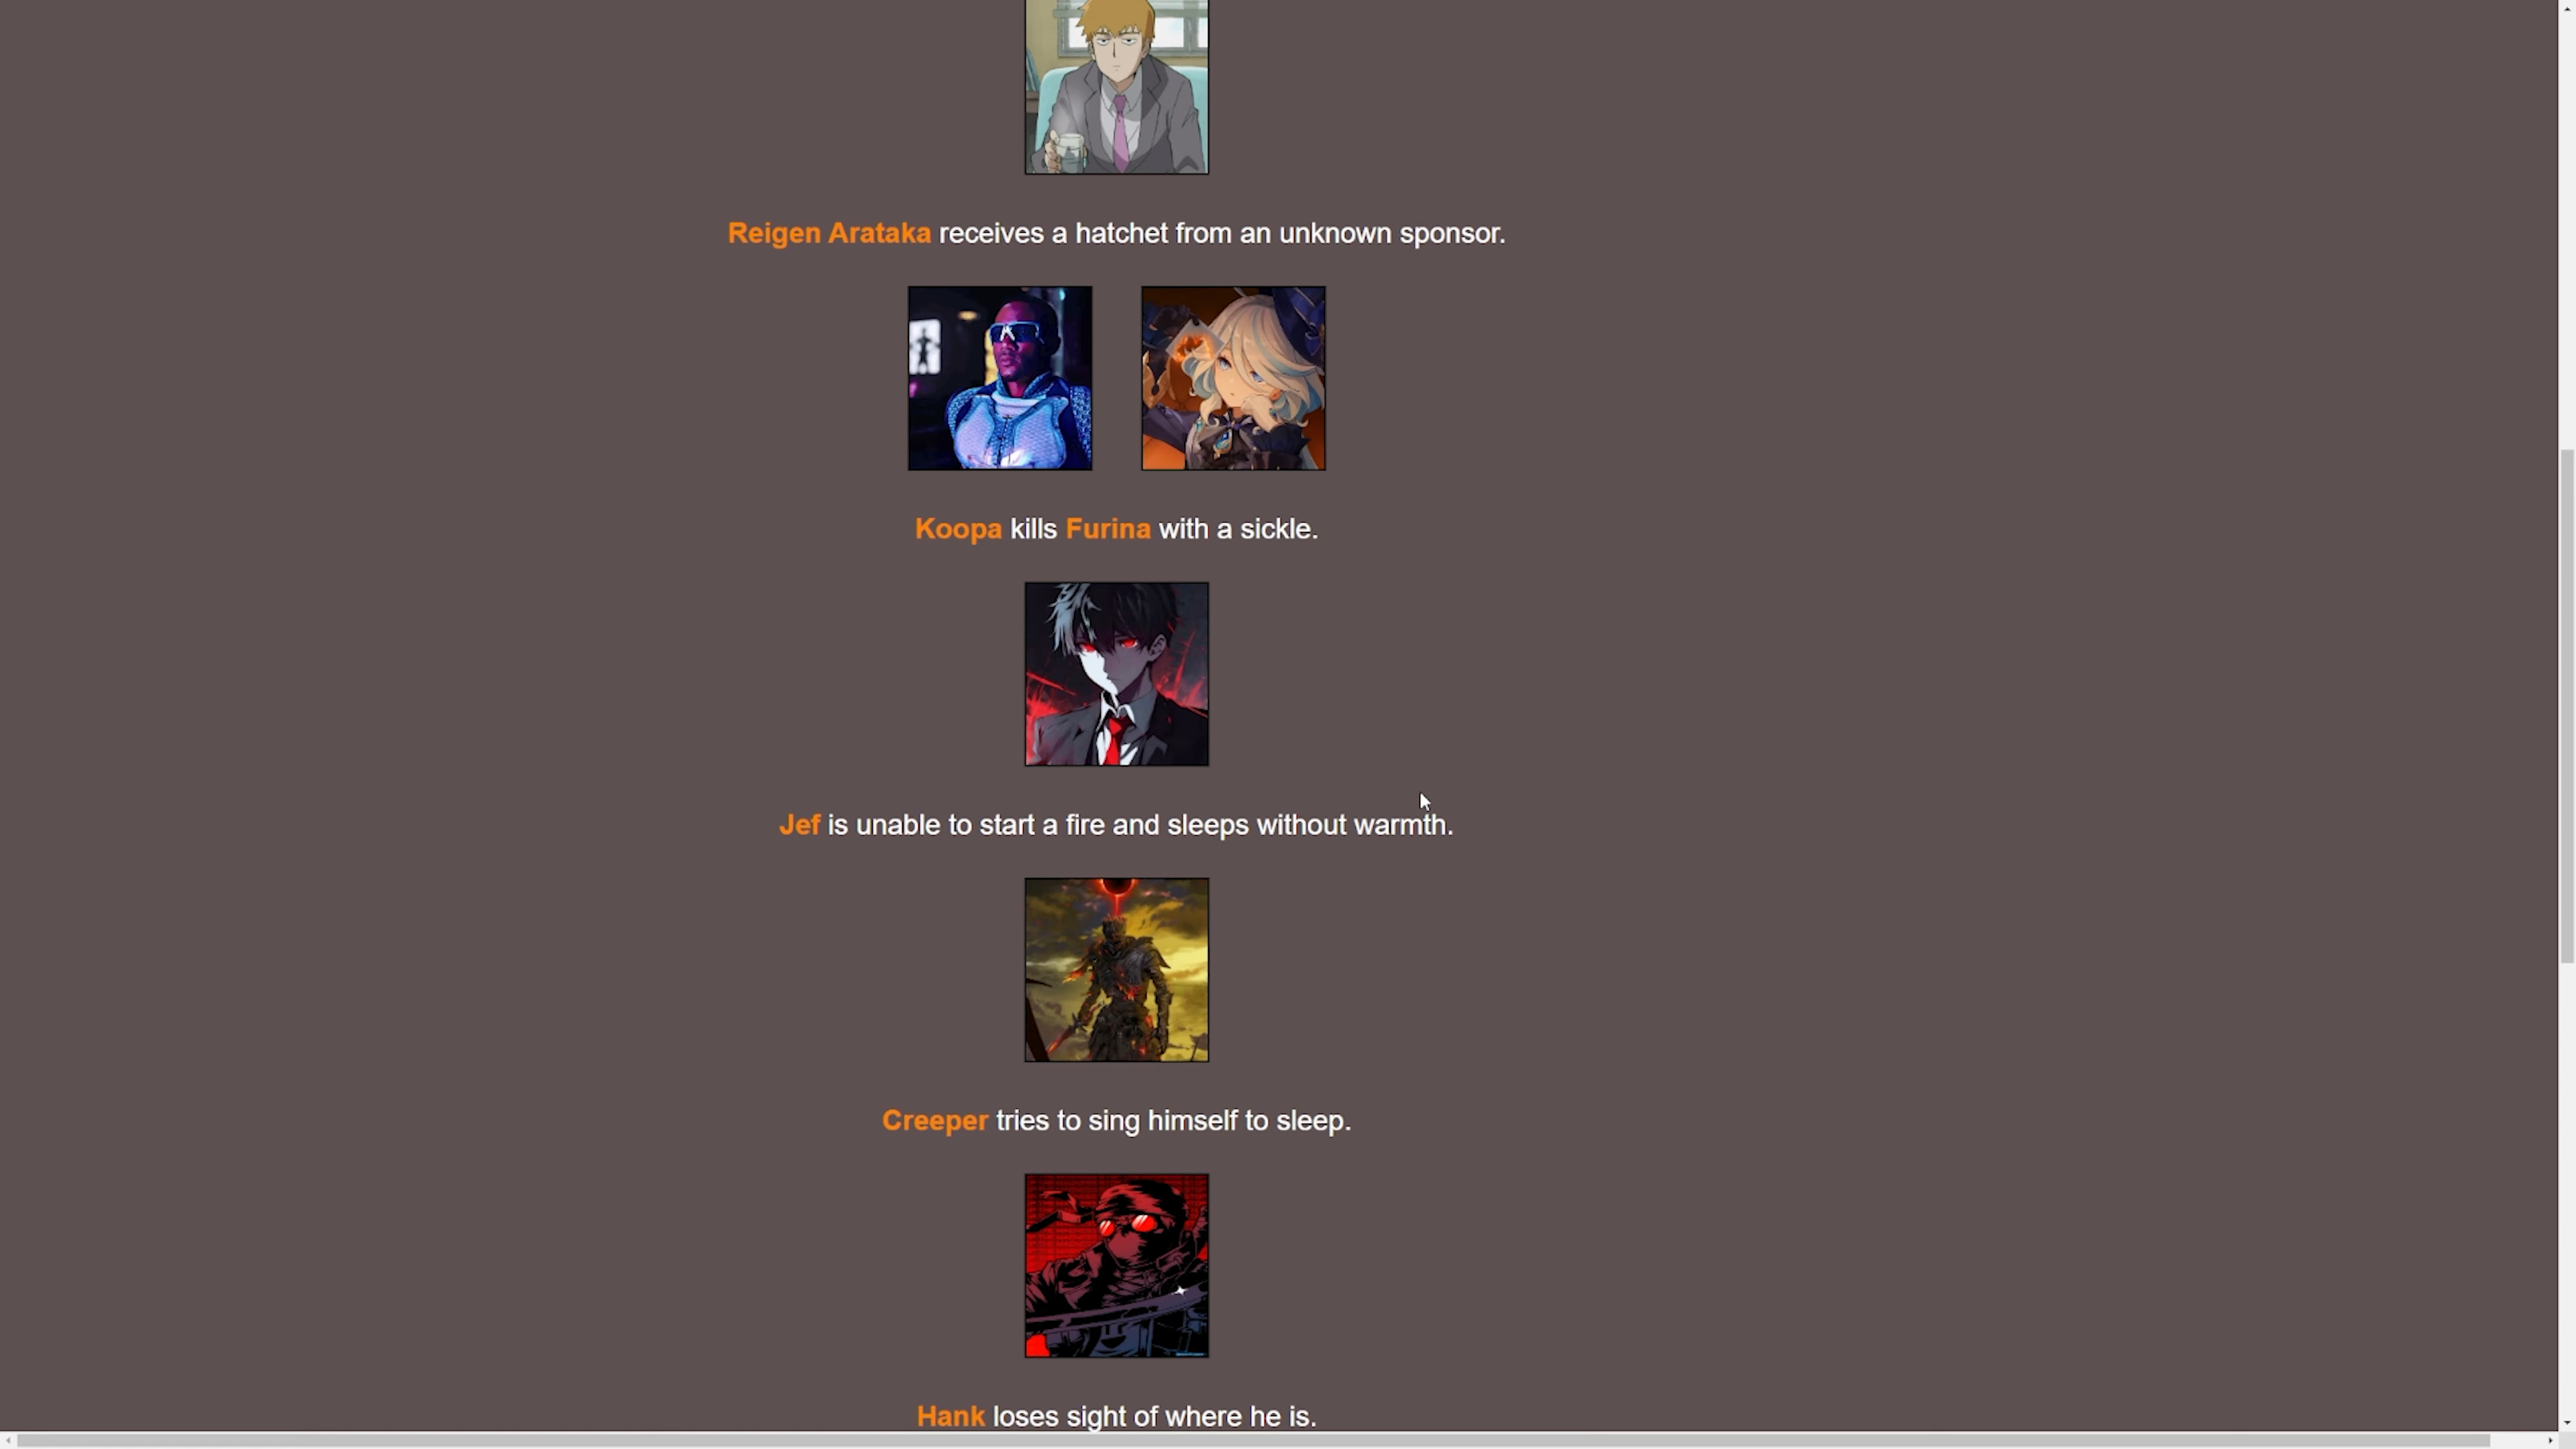 Reigen Arataka receives a hatchet from an unknown sponsor.
Koopa kills Furina with a sickle.
Jef is unable to start a fire and sleeps without warmth.
Creeper tries to sing himself to sleep.
Hank loses sight of where he is.